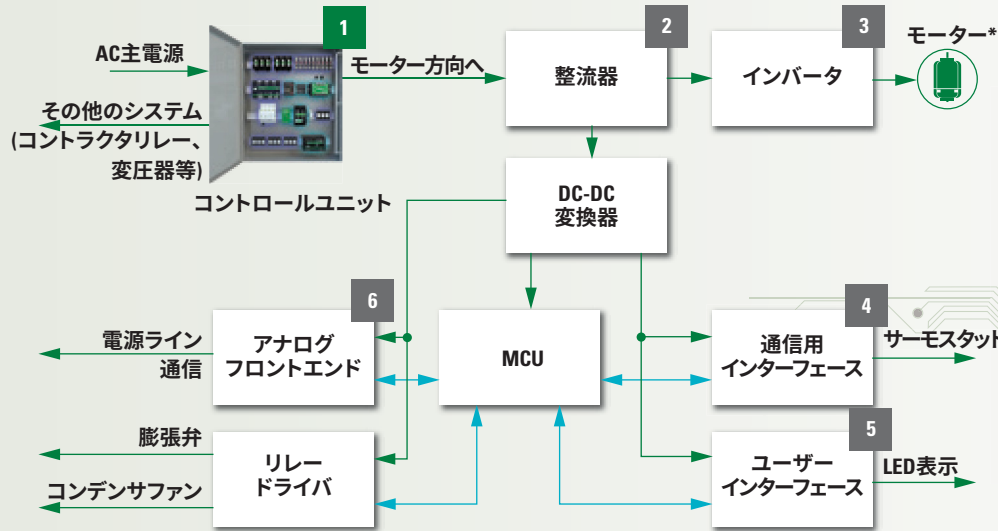 1
2
3
AC主電源
モーター方向へ
整流器
インバータ
モーター*
その他のシステム
(コントラクタリレー、
変圧器等)
コントロールユニット
DC-DC
変換器
6
4
電源ライン
通信
アナログ
フロントエンド
MCU
通信用
インターフェース
サーモスタット
5
膨張弁
コンデンサファン
リレー
ドライバ
ユーザー
インターフェース
LED表示